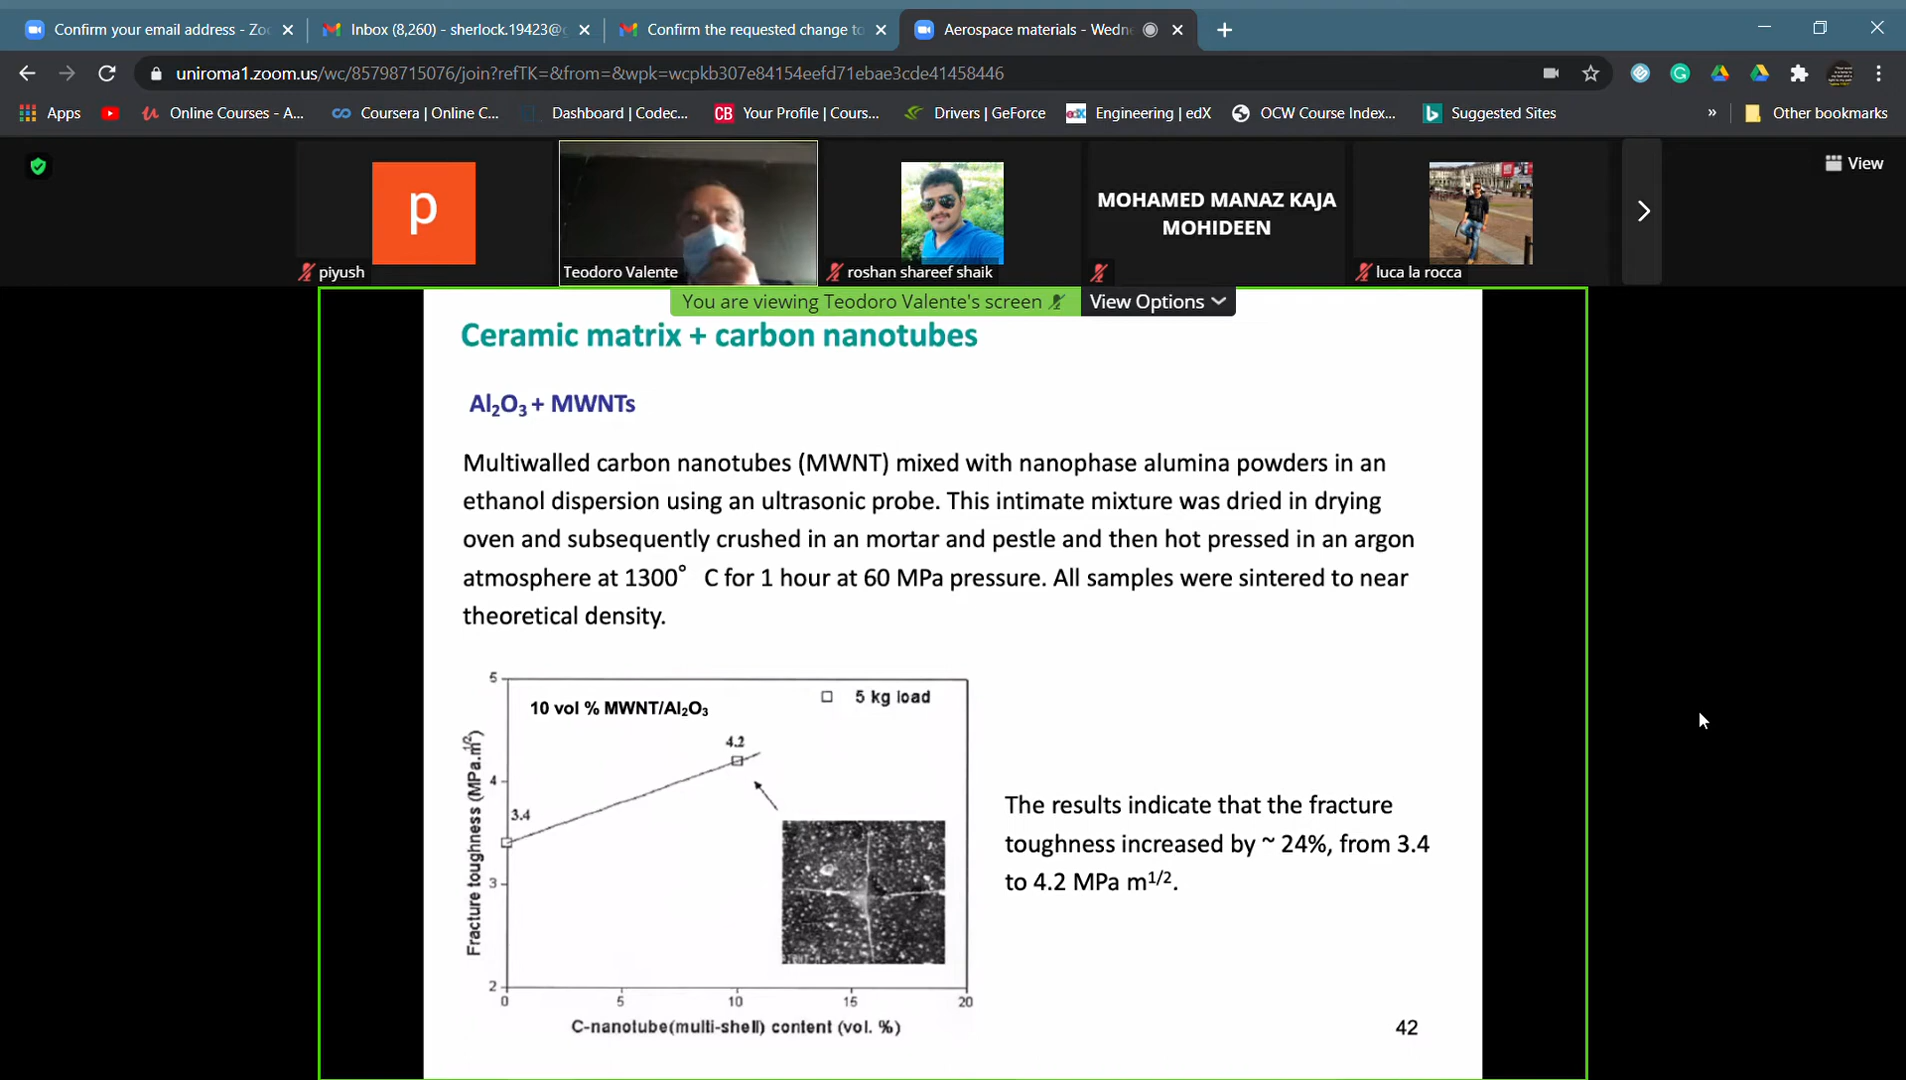 Confirm your email address - Zo
Inbox (8,260) - sherlock.19423@g
Confirm the requested change to
Aerospace materials - Wedne
uniroma1.zoom.us/wc/85798715076/join?refTK=&from=&wpk=wcpkb307e84154eefd71ebae3cde41458446
Apps
Online Courses - A...
Coursera | Online C...
Dashboard | Codec...
CB Your Profile | Cours...
Drivers | GeForce
edX Engineering | edX
OCW Course Index...
Suggested Sites
»
Other bookmarks
View
p
MOHAMED MANAZ KAJA
MOHIDEEN
piyush
Teodoro Valente
roshan shareef shaik
luca la rocca
You are viewing Teodoro Valente's screen
View Options
Ceramic matrix + carbon nanotubes
Al₂O₃ + MWNTs
Multiwalled carbon nanotubes (MWNT) mixed with nanophase alumina powders in an
ethanol dispersion using an ultrasonic probe. This intimate mixture was dried in drying
oven and subsequently crushed in an mortar and pestle and then hot pressed in an argon
atmosphere at 1300° C for 1 hour at 60 MPa pressure. All samples were sintered to near
theoretical density.
5
10 vol % MWNT/Al₂O₃
5 kg load
4.2
4
3.4
3
2
Fracture toughness (MPa.m1/2)
0 5 10 15 20
C-nanotube(multi-shell) content (vol. %)
The results indicate that the fracture
toughness increased by ~ 24%, from 3.4
to 4.2 MPa m1/2.
42